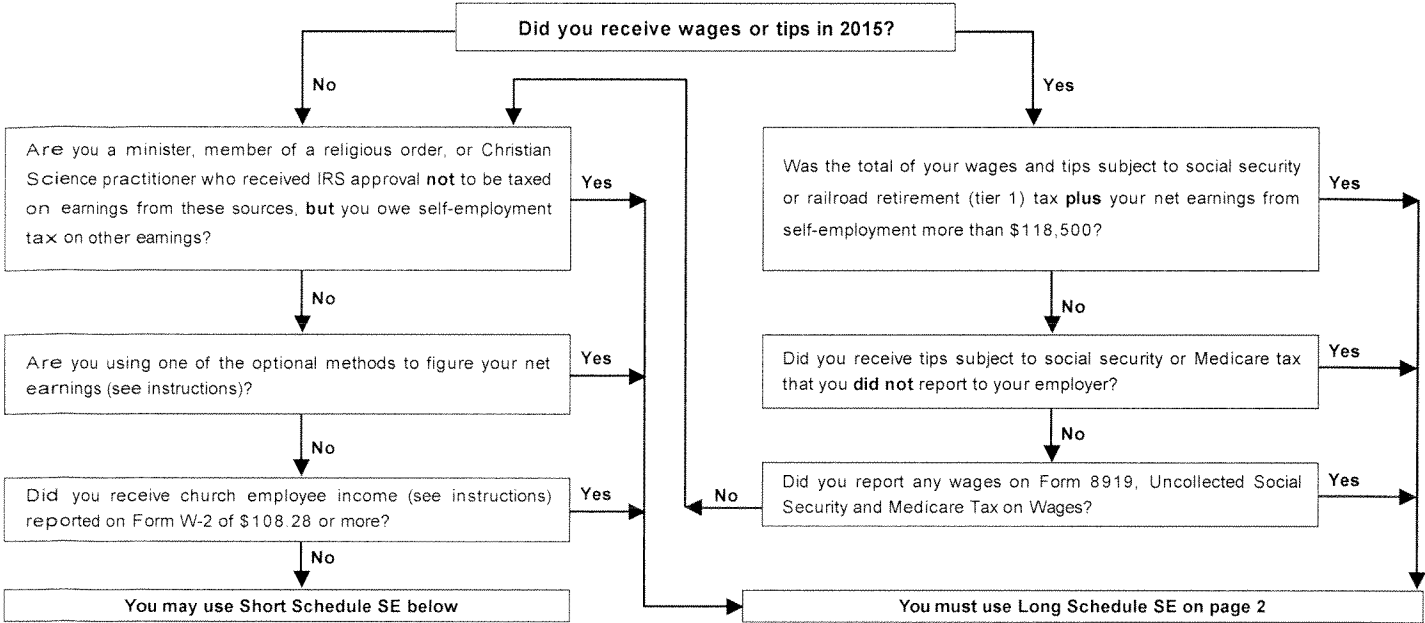 Did you receive wages or tips in 2015?
No
Yes
Are you a minister, member of a religious order, or Christian
Science practitioner who received IRS approval not to be taxed
on earnings from these sources, but you owe self-employment
tax on other earnings?
Yes
Was the total of your wages and tips subject to social security
or railroad retirement (tier 1) tax plus your net earnings from
self-employment more than $118,500?
Yes
No
No
Are you using one of the optional methods to figure your net
earnings (see instructions)?
Yes
Did you receive tips subject to social security or Medicare tax
that you did not report to your employer?
Yes
No
No
Did you receive church employee income (see instructions)
reported on Form W-2 of $108.28 or more?
Yes
No
Did you report any wages on Form 8919, Uncollected Social
Security and Medicare Tax on Wages?
Yes
No
You may use Short Schedule SE below
You must use Long Schedule SE on page 2